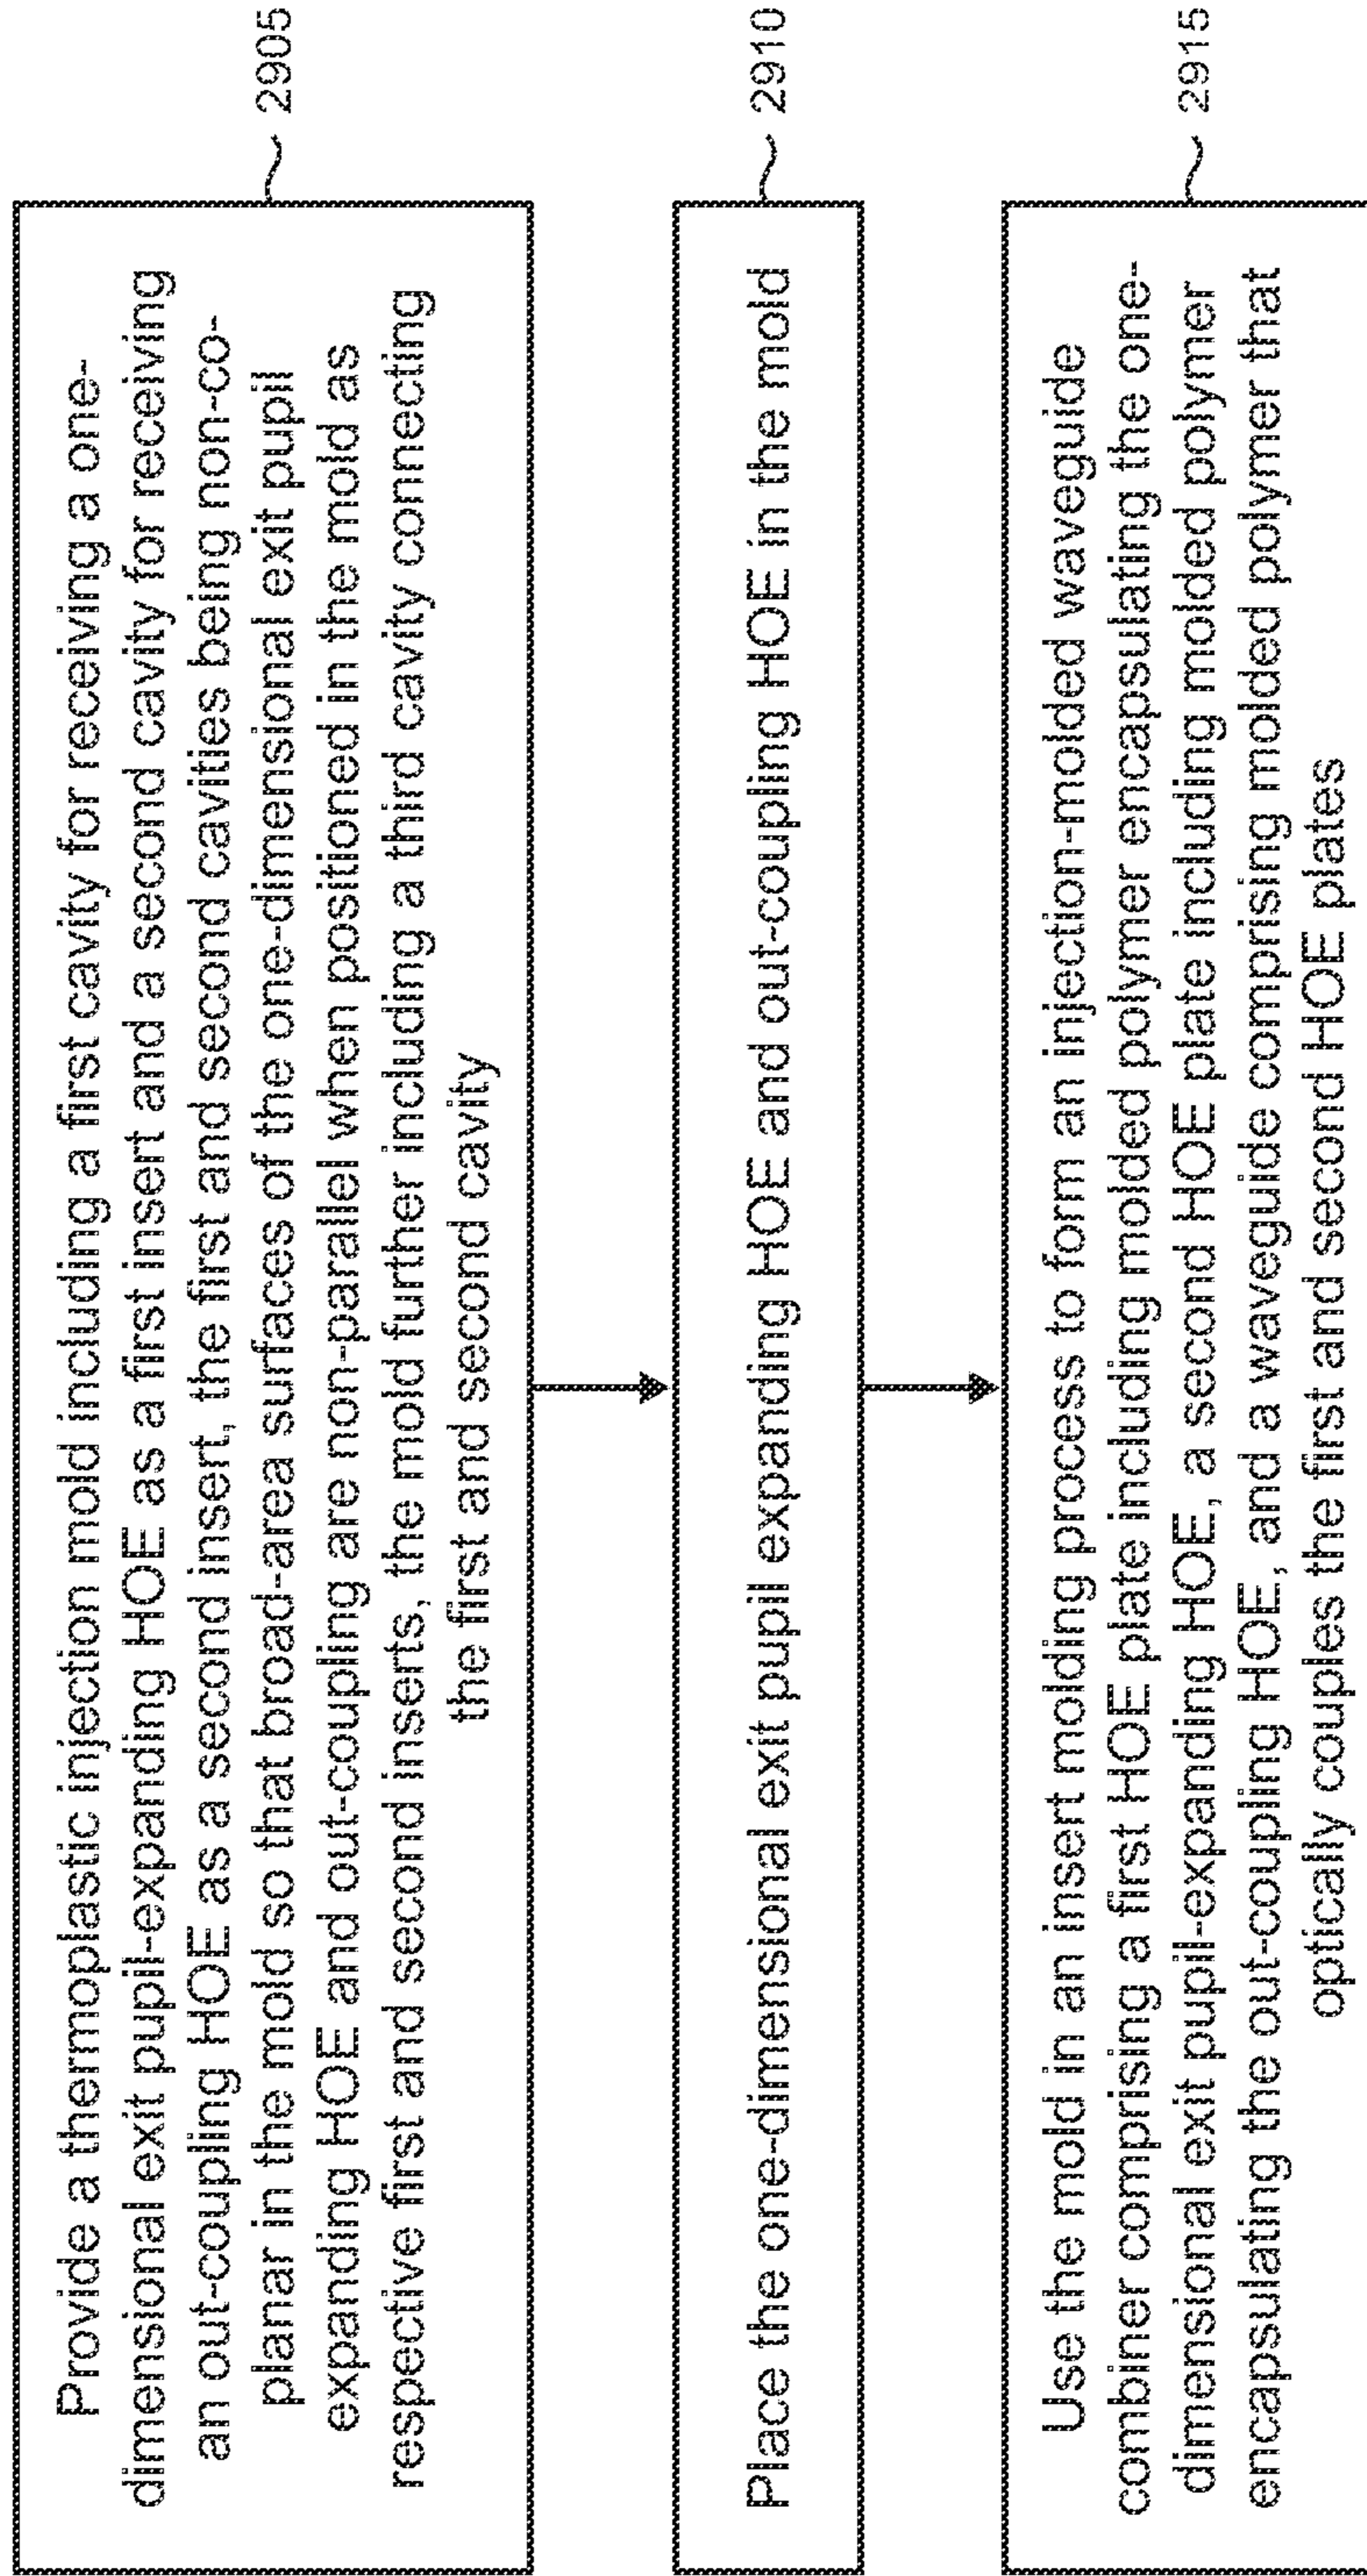 Provide a thermoplastic injection mold including a first cavity for receiving a one-
dimensional exit pupil-expanding HOE as a first insert and a second cavity for receiving
an out-coupling HOE as a second insert, the first and second cavities being non-co-
planar in the mold so that broad-area surfaces of the one-dimensional exit pupil
expanding HOE and out-coupling are non-parallel when positioned in the mold as
respective first and second inserts, the mold further including a third cavity connecting
the first and second cavity
2905
Place the one-dimensional exit pupil expanding HOE and out-coupling HOE in the mold
2910
Use the mold in an insert molding process to form an injection-molded waveguide
combiner comprising a first HOE plate including molded polymer encapsulating the one-
dimensional exit pupil-expanding HOE, a second HOE plate including molded polymer
encapsulating the out-coupling HOE, and a waveguide comprising molded polymer that
optically couples the first and second HOE plates
2915